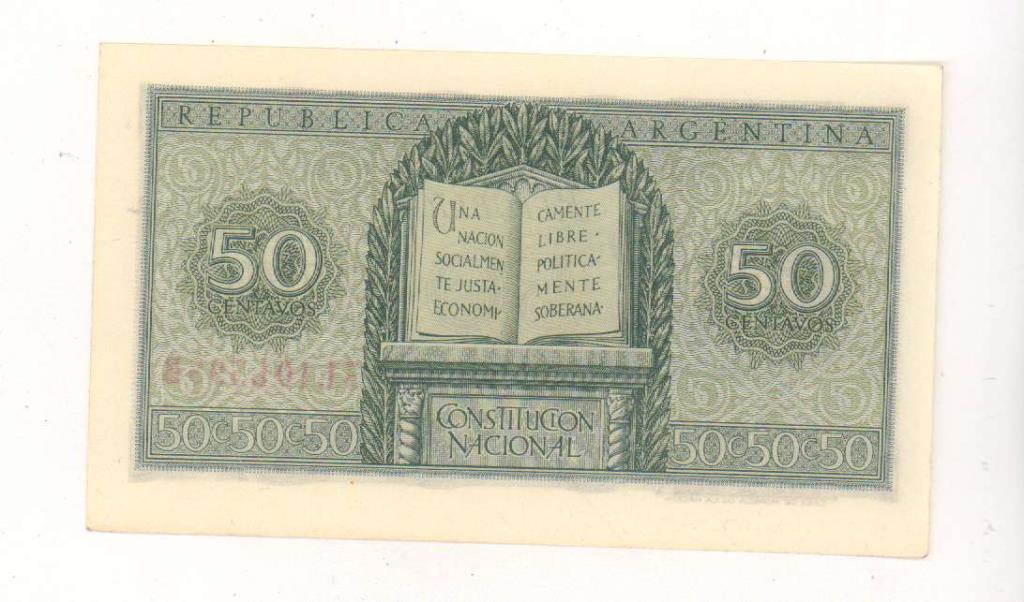 REPUBLICA ARGENTINA
UNA
NACION
SOCIALMEN
TE JUSTA·
ECONOMI-
CAMENTE
LIBRE·
POLITICA-
MENTE
SOBERANA·
50
CENTAVOS
50
CENTAVOS
CONSTITUCION
NACIONAL
50c50c50
50c50c50